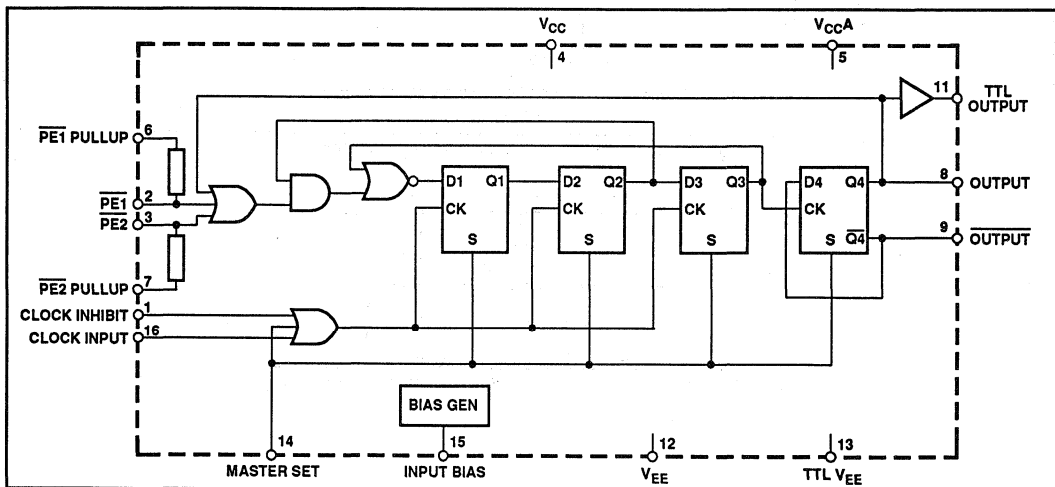 VCC
4
VCCA
5
11
TTL
OUTPUT
PE1 PULLUP
6
PE1
2
PE2
3
PE2 PULLUP
7
CLOCK INHIBIT
1
CLOCK INPUT
16
D1 Q1
CK
S
D2 Q2
CK
S
D3 Q3
CK
S
D4 Q4
CK
S Q4
8 OUTPUT
9 OUTPUT
BIAS GEN
14
MASTER SET
15
INPUT BIAS
12
VEE
13
TTL VEE